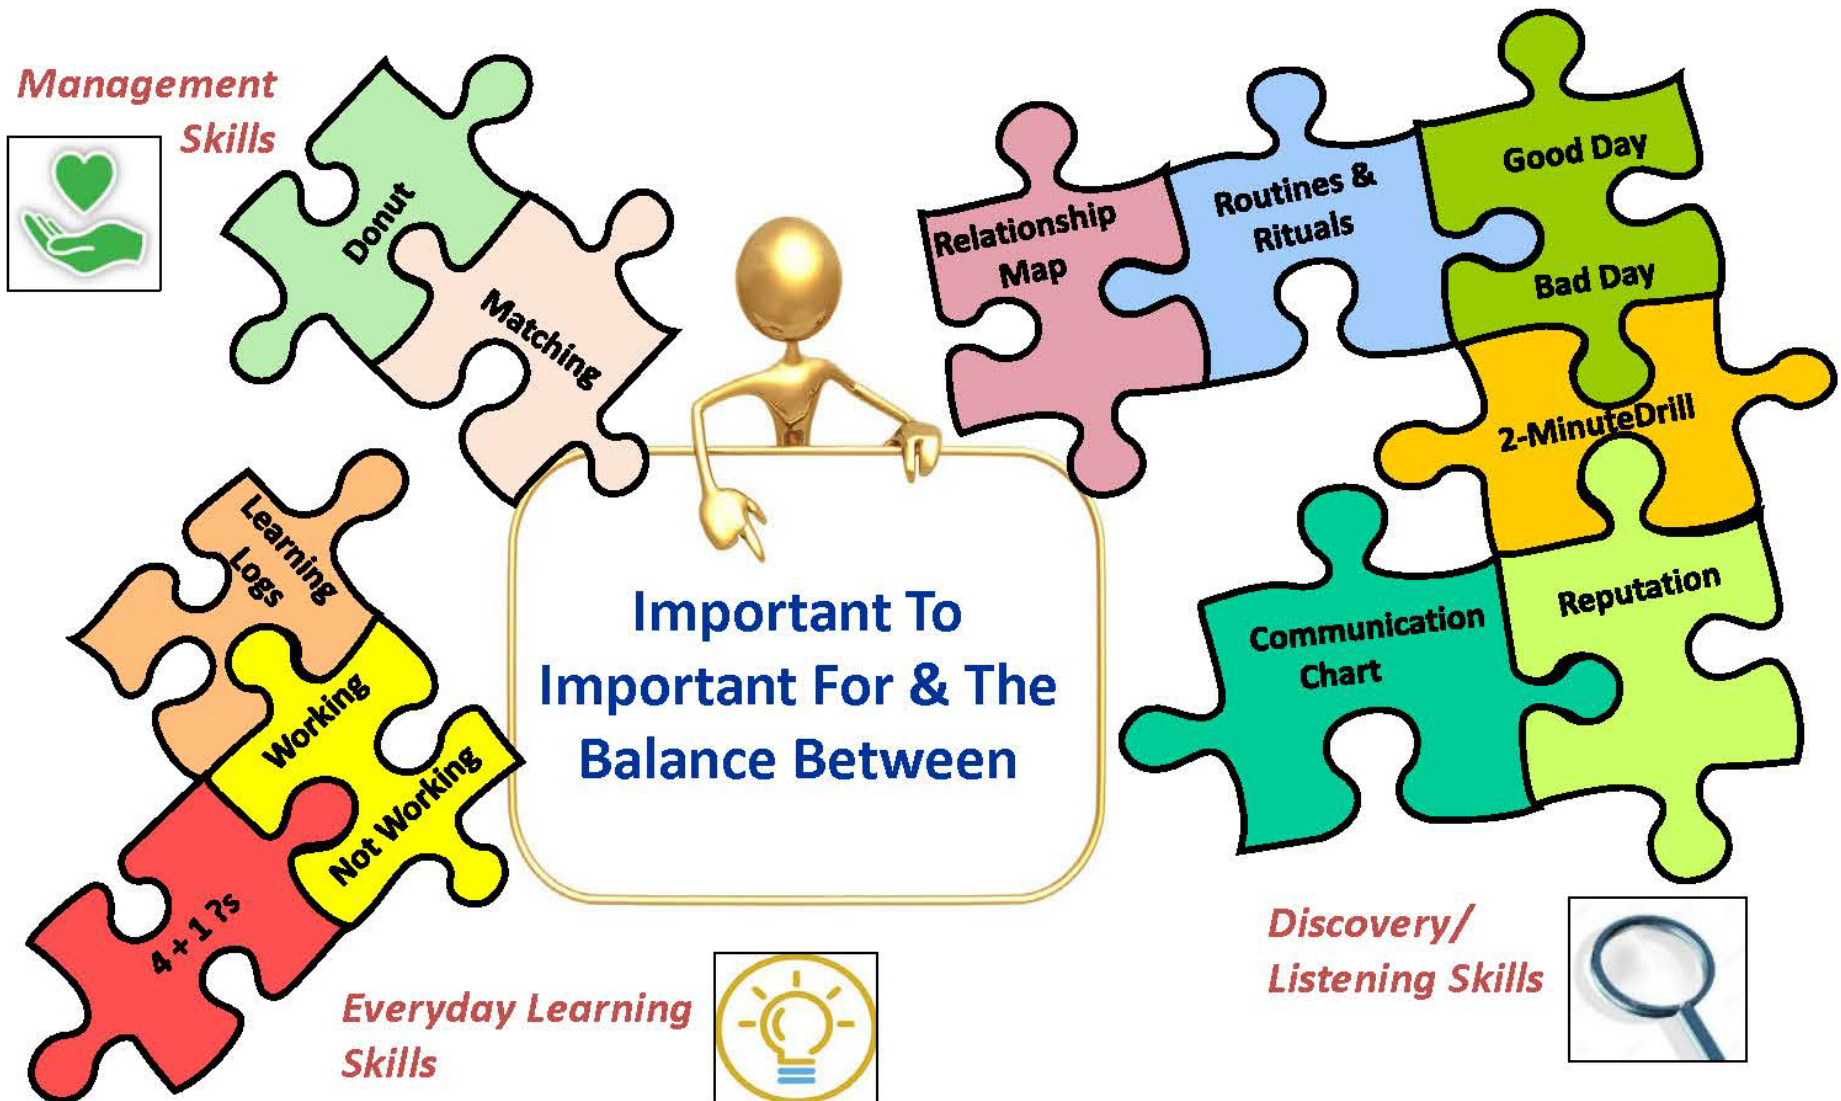 Management
Skills
Donut
Matching
Relationship
Map
Routines &
Rituals
Good Day
Bad Day
2-MinuteDrill
Reputation
Communication
Chart
Important To
Important For & The
Balance Between
Learning
Logs
Working
Not Working
4 + 1 ?s
Everyday Learning
Skills
Discovery/
Listening Skills